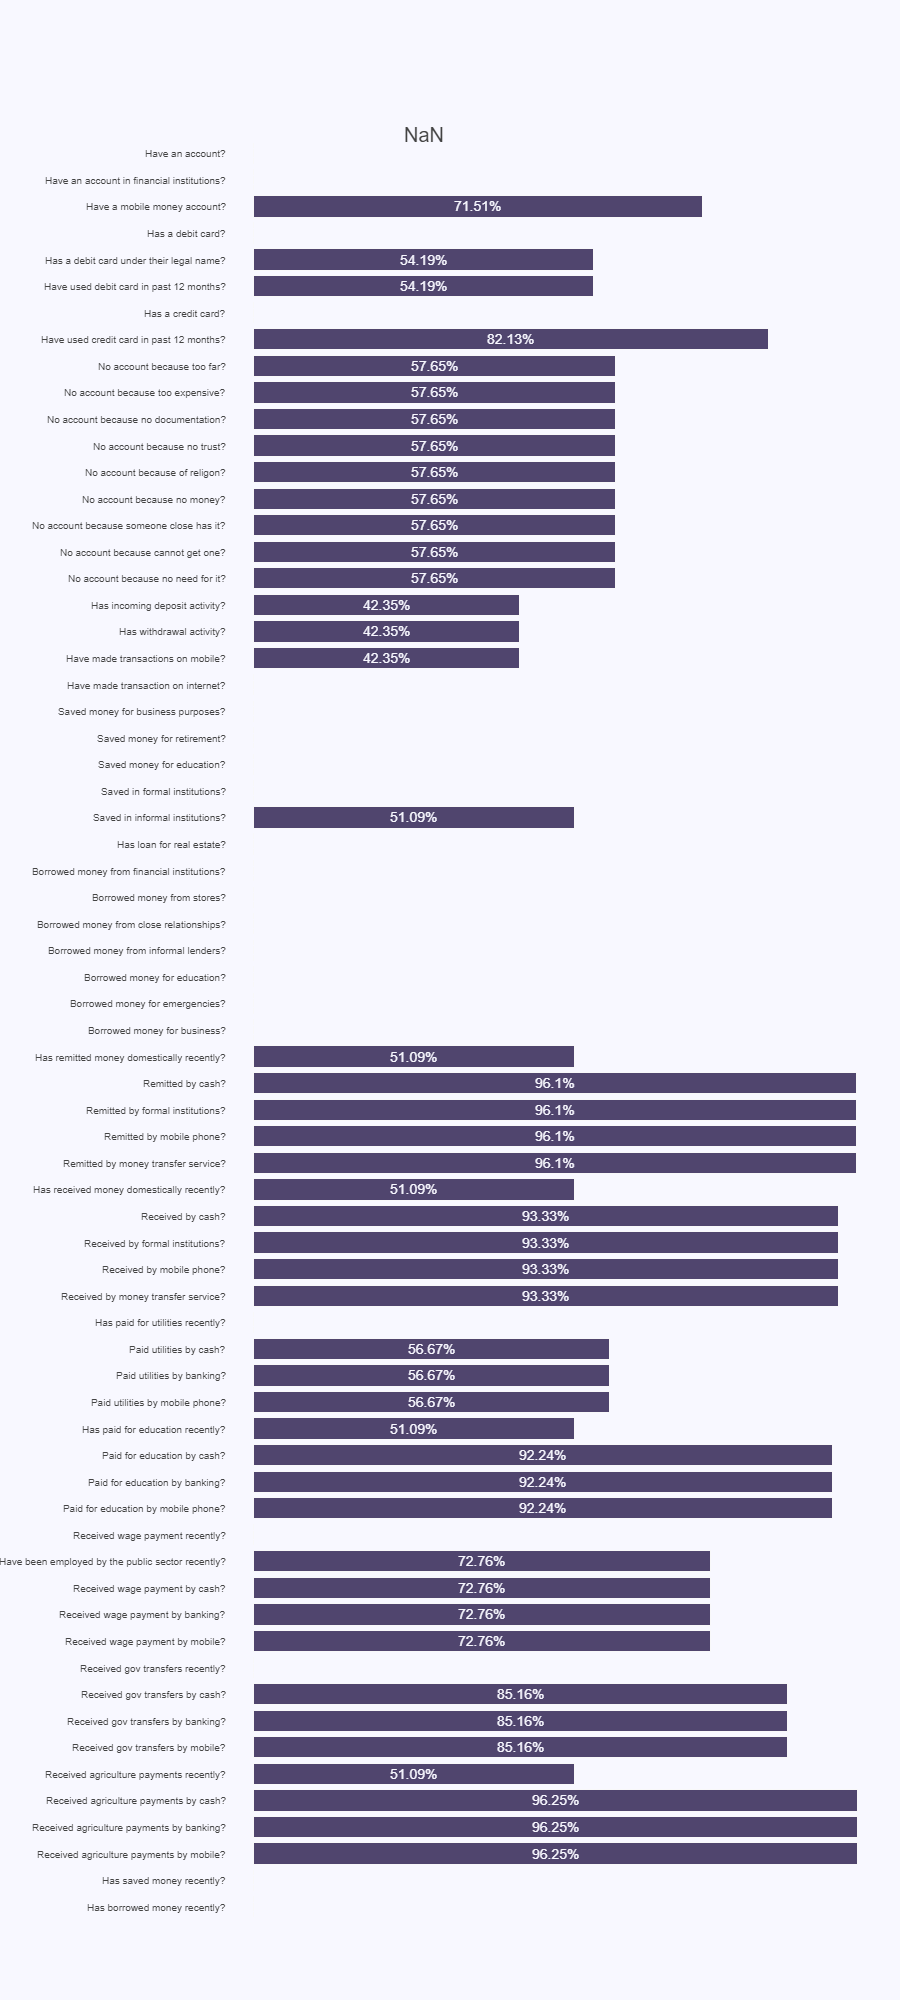 NaN
Have an account?
Have an account in financial institutions?
Have a mobile money account? 71.51%
Has a debit card?
Has a debit card under their legal name? 54.19%
Have used debit card in past 12 months? 54.19%
Has a credit card?
Have used credit card in past 12 months? 82.13%
No account because too far? 57.65%
No account because too expensive? 57.65%
No account because no documentation? 57.65%
No account because no trust? 57.65%
No account because of religon? 57.65%
No account because no money? 57.65%
No account because someone close has it? 57.65%
No account because cannot get one? 57.65%
No account because no need for it? 57.65%
Has incoming deposit activity? 42.35%
Has withdrawal activity? 42.35%
Have made transactions on mobile? 42.35%
Have made transaction on internet?
Saved money for business purposes?
Saved money for retirement?
Saved money for education?
Saved in formal institutions?
Saved in informal institutions? 51.09%
Has loan for real estate?
Borrowed money from financial institutions?
Borrowed money from stores?
Borrowed money from close relationships?
Borrowed money from informal lenders?
Borrowed money for education?
Borrowed money for emergencies?
Borrowed money for business?
Has remitted money domestically recently? 51.09%
Remitted by cash? 96.1%
Remitted by formal institutions? 96.1%
Remitted by mobile phone? 96.1%
Remitted by money transfer service? 96.1%
Has received money domestically recently? 51.09%
Received by cash? 93.33%
Received by formal institutions? 93.33%
Received by mobile phone? 93.33%
Received by money transfer service? 93.33%
Has paid for utilities recently?
Paid utilities by cash? 56.67%
Paid utilities by banking? 56.67%
Paid utilities by mobile phone? 56.67%
Has paid for education recently? 51.09%
Paid for education by cash? 92.24%
Paid for education by banking? 92.24%
Paid for education by mobile phone? 92.24%
Received wage payment recently?
Have been employed by the public sector recently? 72.76%
Received wage payment by cash? 72.76%
Received wage payment by banking? 72.76%
Received wage payment by mobile? 72.76%
Received gov transfers recently?
Received gov transfers by cash? 85.16%
Received gov transfers by banking? 85.16%
Received gov transfers by mobile? 85.16%
Received agriculture payments recently? 51.09%
Received agriculture payments by cash? 96.25%
Received agriculture payments by banking? 96.25%
Received agriculture payments by mobile? 96.25%
Has saved money recently?
Has borrowed money recently?